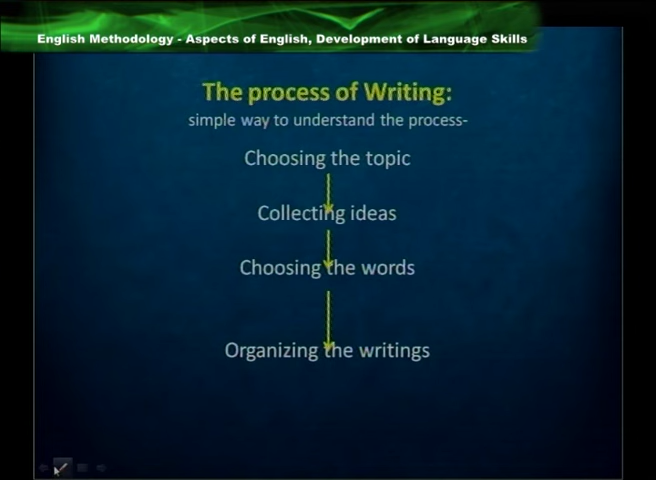 English Methodology - Aspects of English, Development of Language Skills
The process of Writing:
simple way to understand the process-
Choosing the topic
Collecting ideas
Choosing the words
Organizing the writings